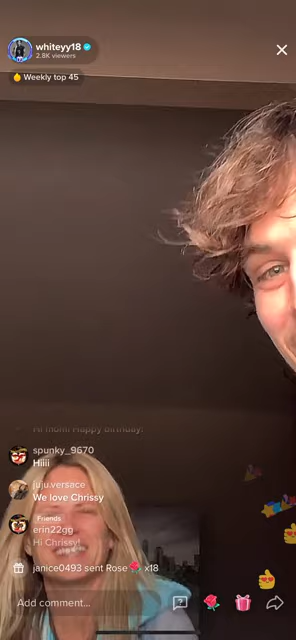 whiteyy18
2.8K viewers
Weekly top 45
Hi mom! Happy birthday!
spunky_9670
Hiiii
juju.versace
We love Chrissy
Friends
erin22gg
Hi Chrissy!
janice0493 sent Rose x18
Add comment...